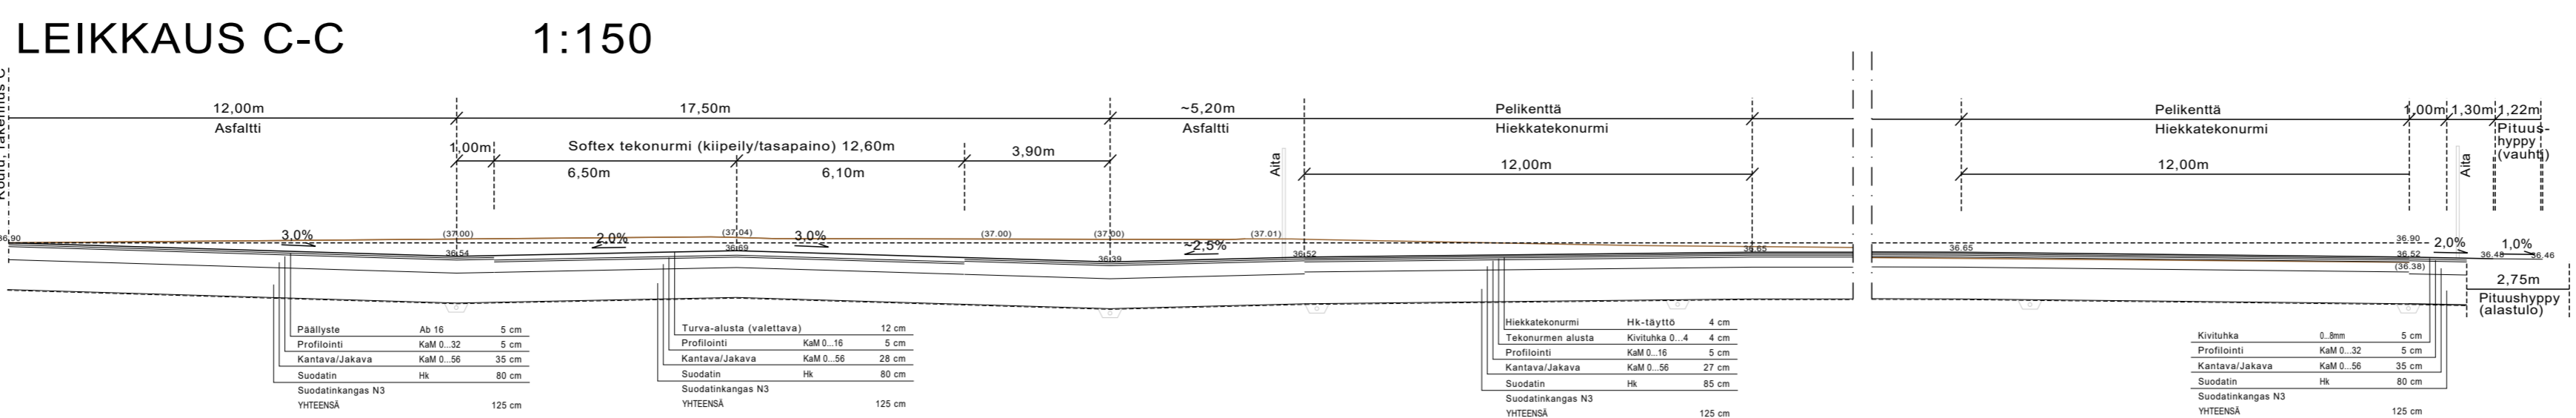 LEIKKAUS C-C 1:150
12,00m
Asfaltti
17,50m
~5,20m
Asfaltti
Pelikenttä
Hiekkatekonurmi
Pelikenttä
Hiekkatekonurmi
1,00m 1,30m 1,22m
Pituus-
hyppy
(vauhti)
1,00m
Softex tekonurmi (kiipeily/tasapaino) 12,60m
3,90m
6,50m
6,10m
Aita
12,00m
12,00m
Aita
36.90
3,0%
(37.00)
36.54
2,0%
(37.04)
36.69
3,0%
(37.00)
(37.00)
36.39
~2,5%
(37.01)
36.52
36.65
36.65
36.90
36.52
(36.38)
2,0%
36.48
1,0%
36.46
2,75m
Pituushyppy
(alastulo)
Päällyste Ab 16 5 cm
Profilointi KaM 0...32 5 cm
Kantava/Jakava KaM 0...56 35 cm
Suodatin Hk 80 cm
Suodatinkangas N3
YHTEENSÄ 125 cm
Turva-alusta (valettava) 12 cm
Profilointi KaM 0...16 5 cm
Kantava/Jakava KaM 0...56 28 cm
Suodatin Hk 80 cm
Suodatinkangas N3
YHTEENSÄ 125 cm
Hiekkatekonurmi Hk-täyttö 4 cm
Tekonurmen alusta Kivituhka 0...4 4 cm
Profilointi KaM 0...16 5 cm
Kantava/Jakava KaM 0...56 27 cm
Suodatin Hk 85 cm
Suodatinkangas N3
YHTEENSÄ 125 cm
Kivituhka 0..8mm 5 cm
Profilointi KaM 0...32 5 cm
Kantava/Jakava KaM 0...56 35 cm
Suodatin Hk 80 cm
Suodatinkangas N3
YHTEENSÄ 125 cm